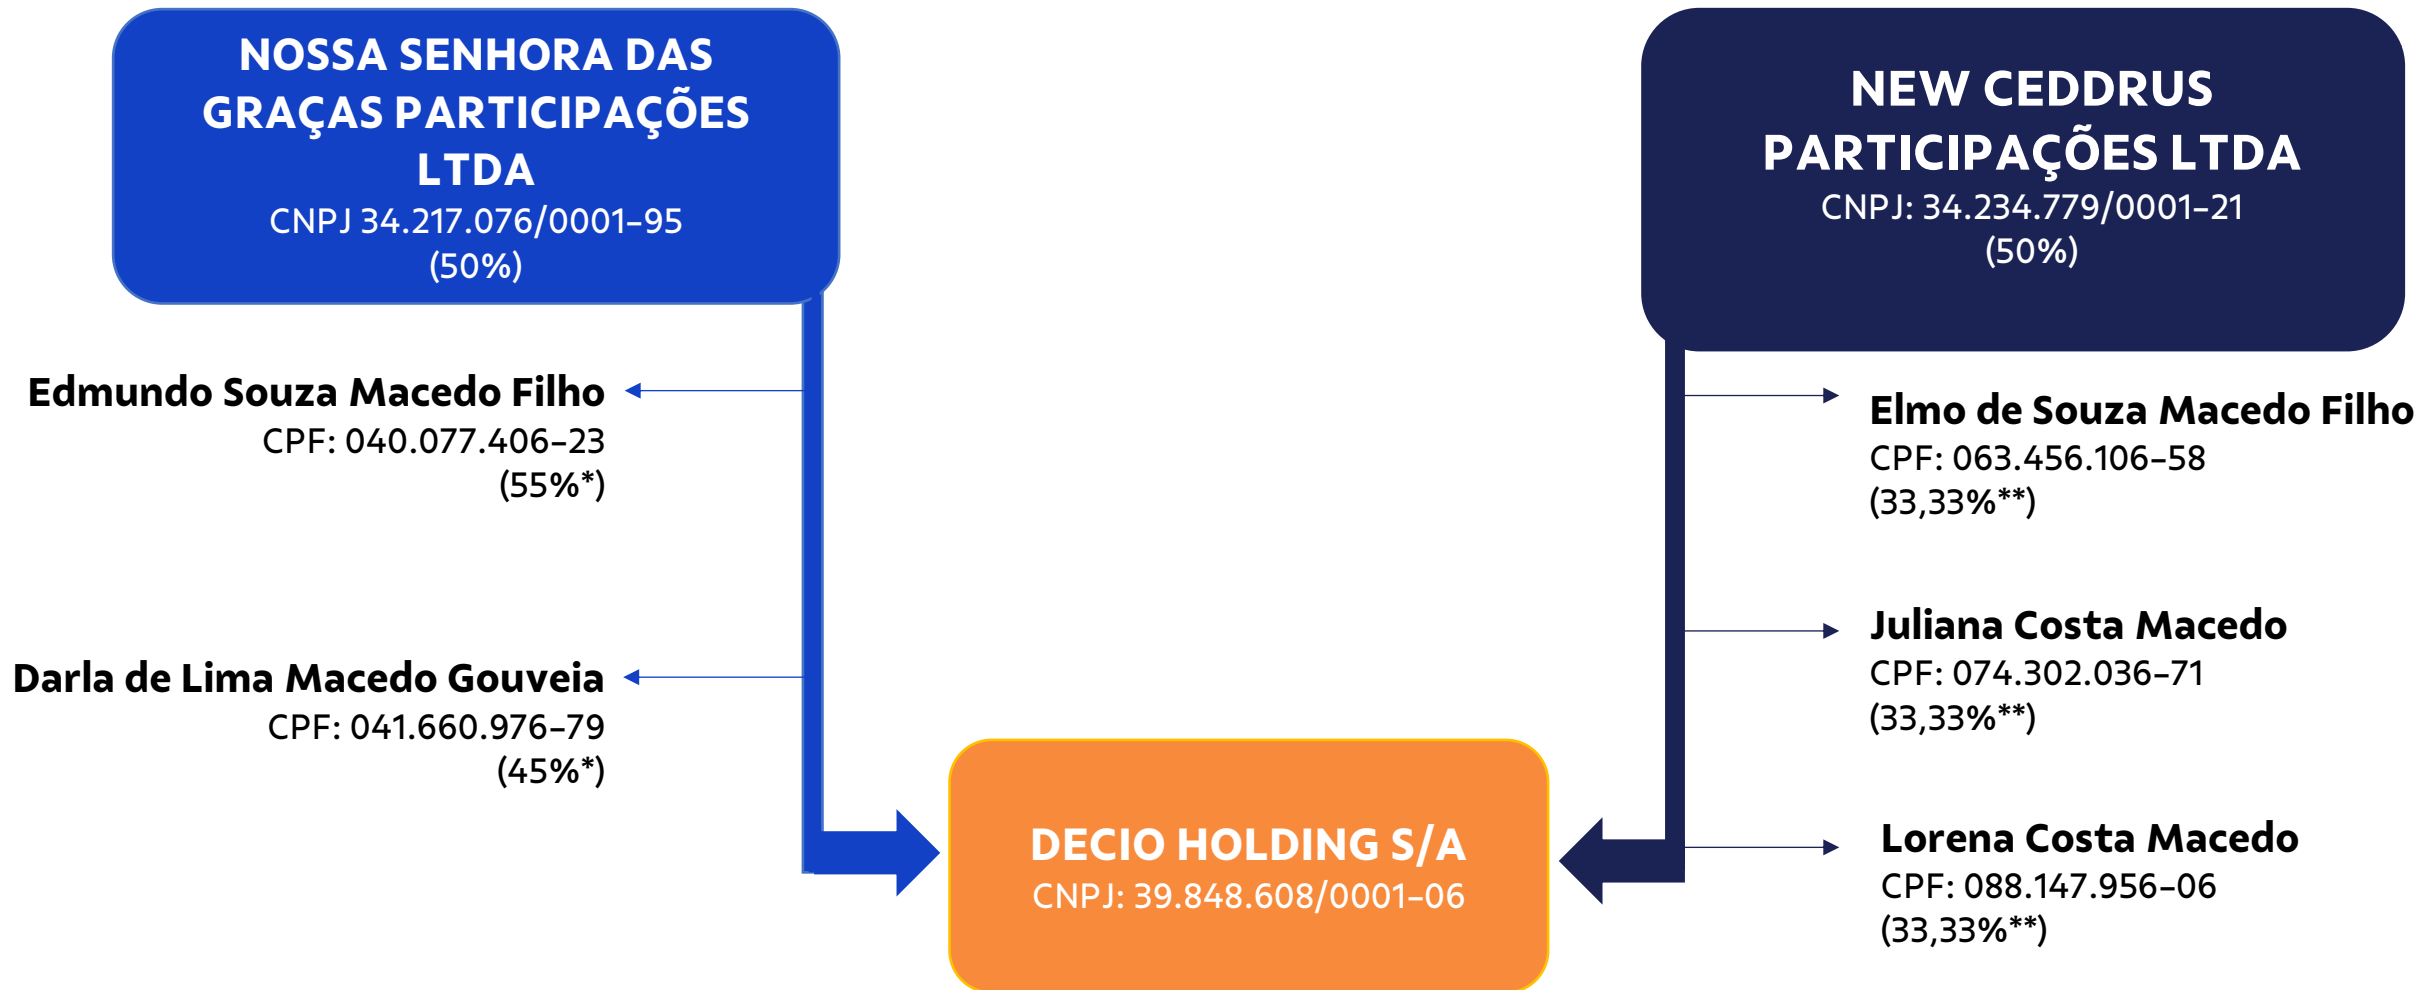 NOSSA SENHORA DAS
GRAÇAS PARTICIPAÇÕES
LTDA
CNPJ 34.217.076/0001-95
(50%)
Edmundo Souza Macedo Filho
CPF: 040.077.406-23
(55%*)
Darla de Lima Macedo Gouveia
CPF: 041.660.976-79
(45%*)
NEW CEDDRUS
PARTICIPAÇÕES LTDA
CNPJ: 34.234.779/0001-21
(50%)
Elmo de Souza Macedo Filho
CPF: 063.456.106-58
(33,33%**)
Juliana Costa Macedo
CPF: 074.302.036-71
(33,33%**)
Lorena Costa Macedo
CPF: 088.147.956-06
(33,33%**)
DECIO HOLDING S/A
CNPJ: 39.848.608/0001-06